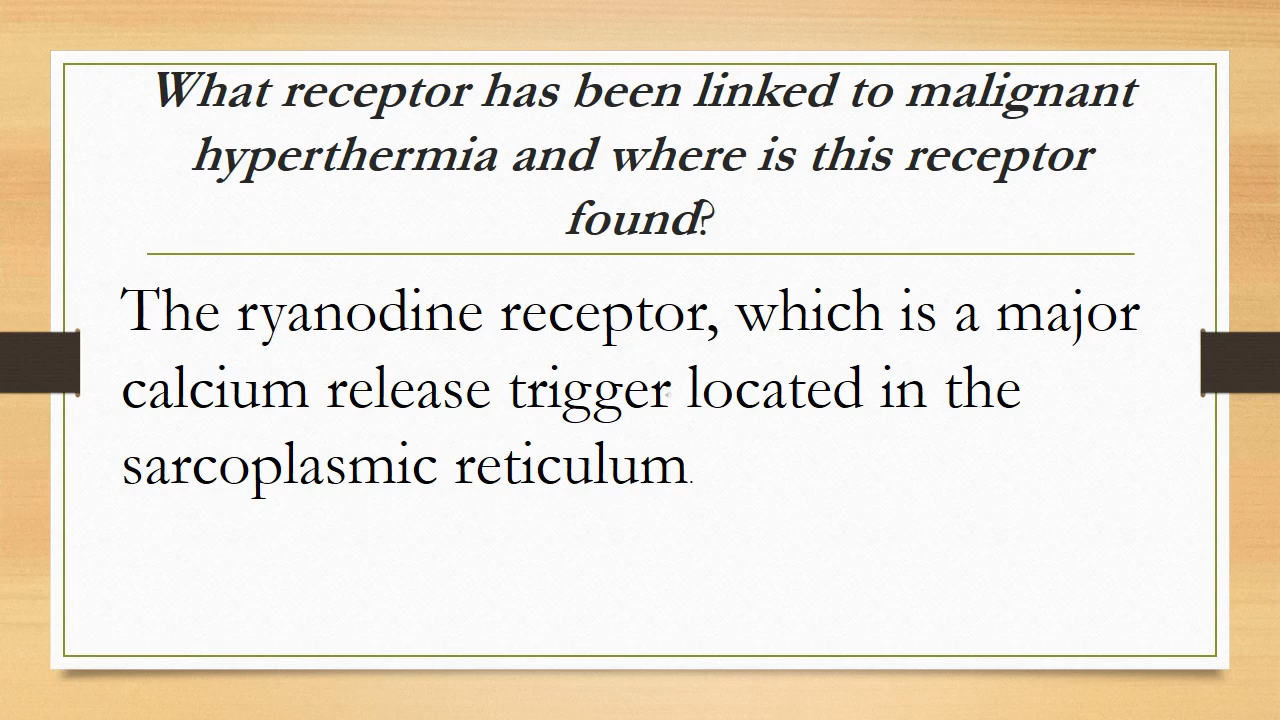 What receptor has been linked to malignant
hyperthermia and where is this receptor
found?
The ryanodine receptor, which is a major
calcium release trigger located in the
sarcoplasmic reticulum.